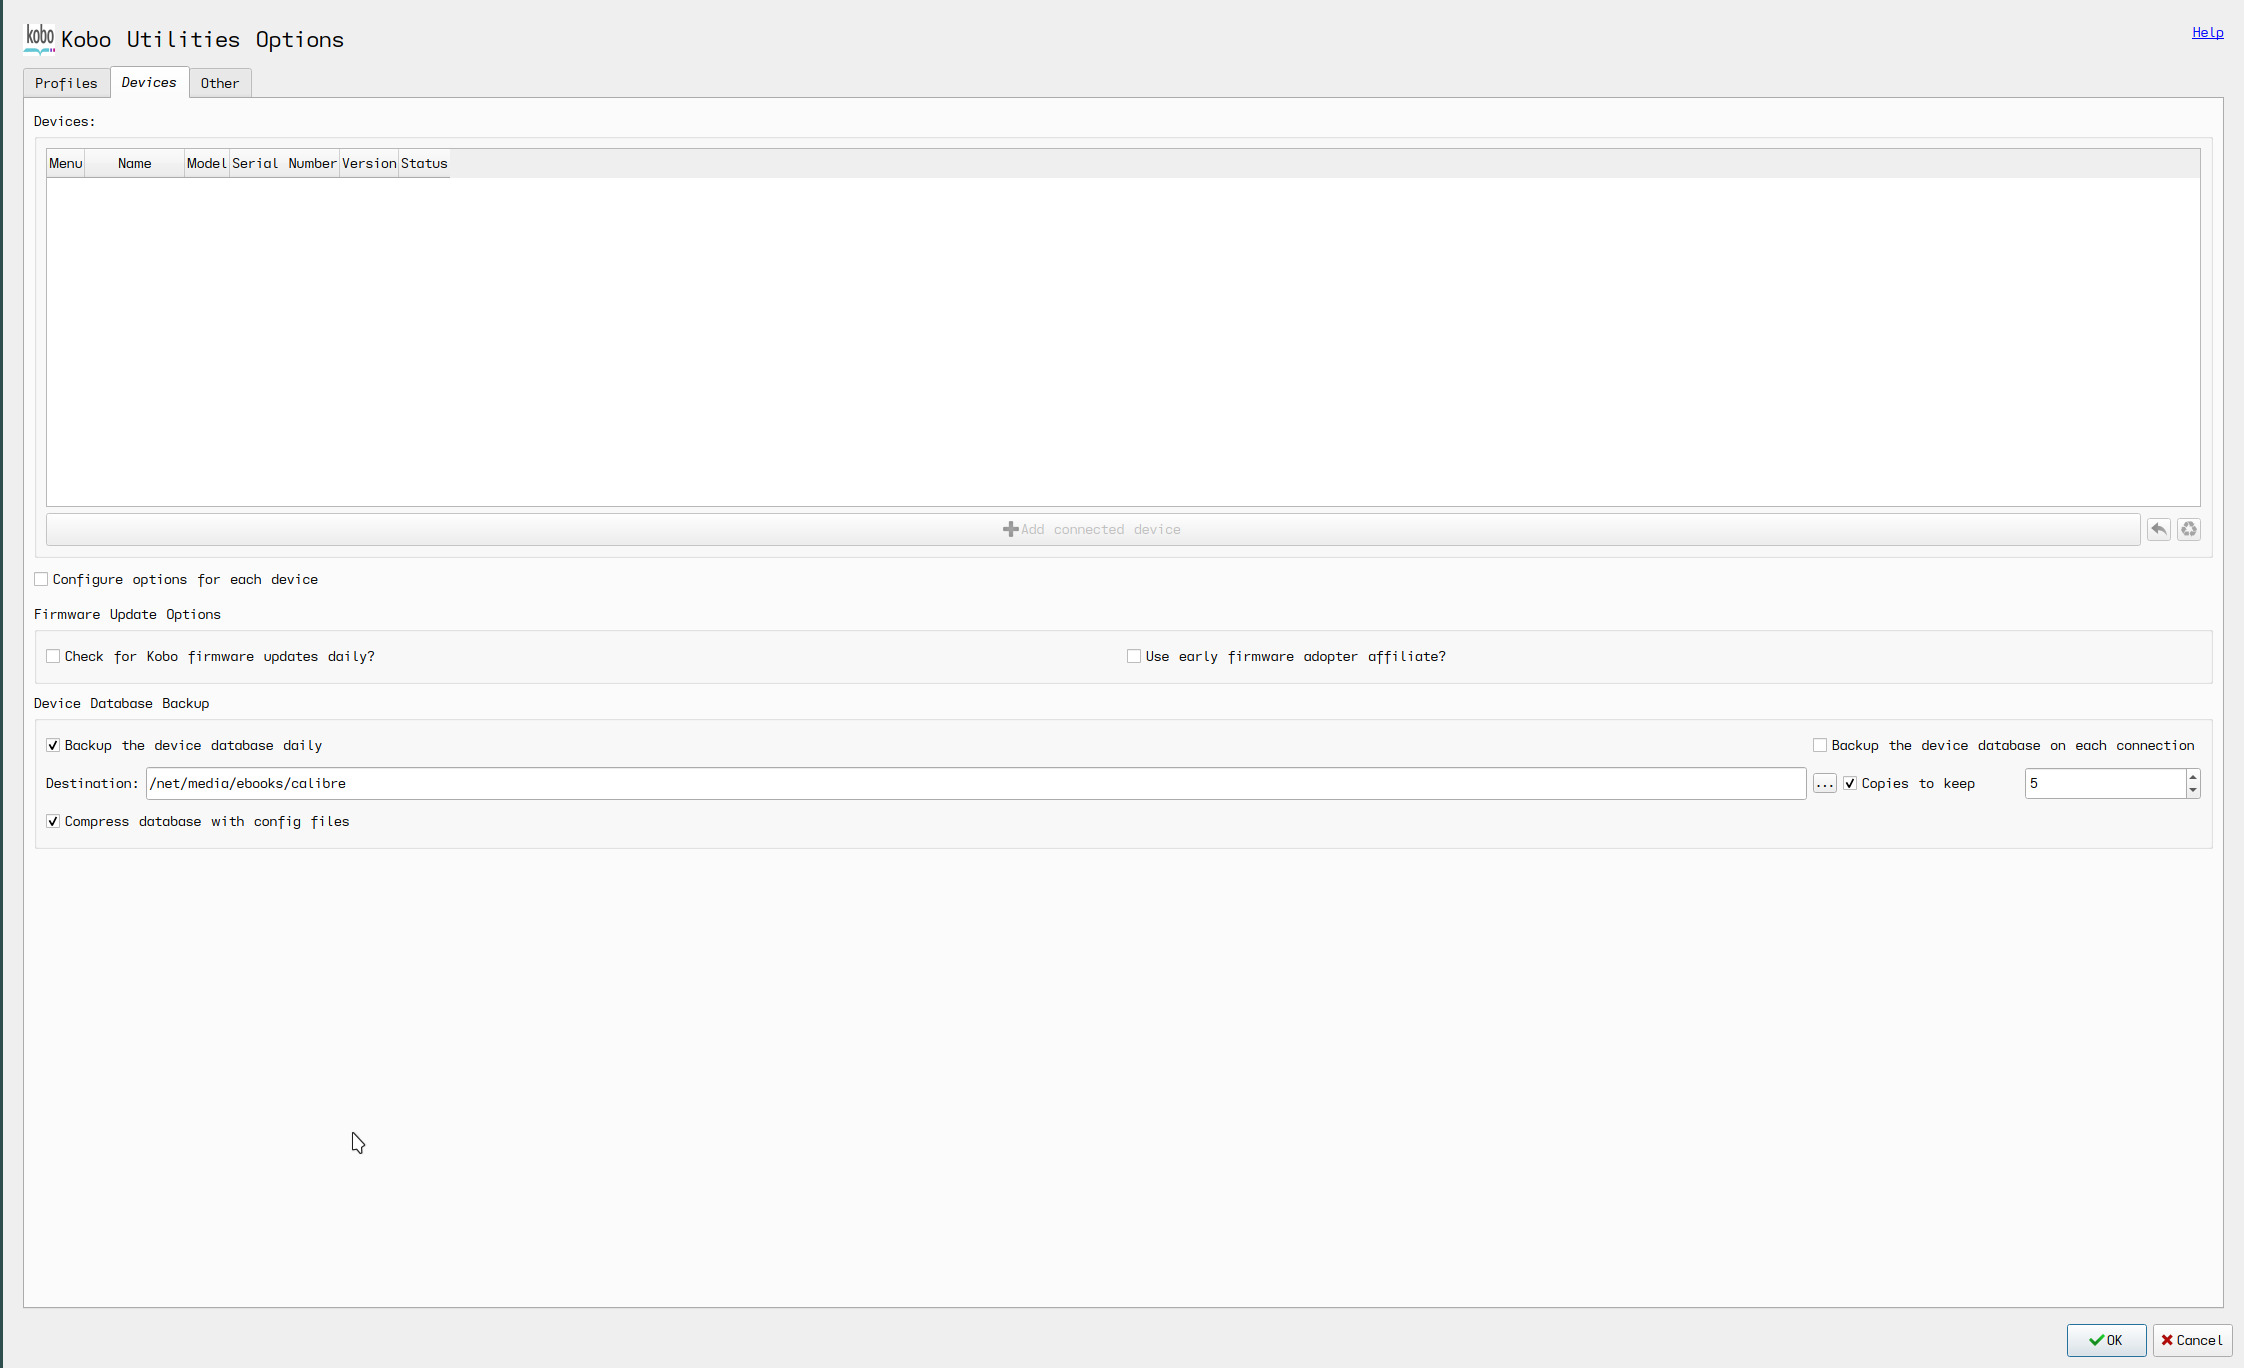 kobo Kobo Utilities Options
Help
Profiles Devices Other
Devices:
Menu Name Model Serial Number Version Status
Add connected device
Configure options for each device
Firmware Update Options
Check for Kobo firmware updates daily? Use early firmware adopter affiliate?
Device Database Backup
Backup the device database daily Backup the device database on each connection
Destination: /net/media/ebooks/calibre ... Copies to keep 5
Compress database with config files
OK Cancel